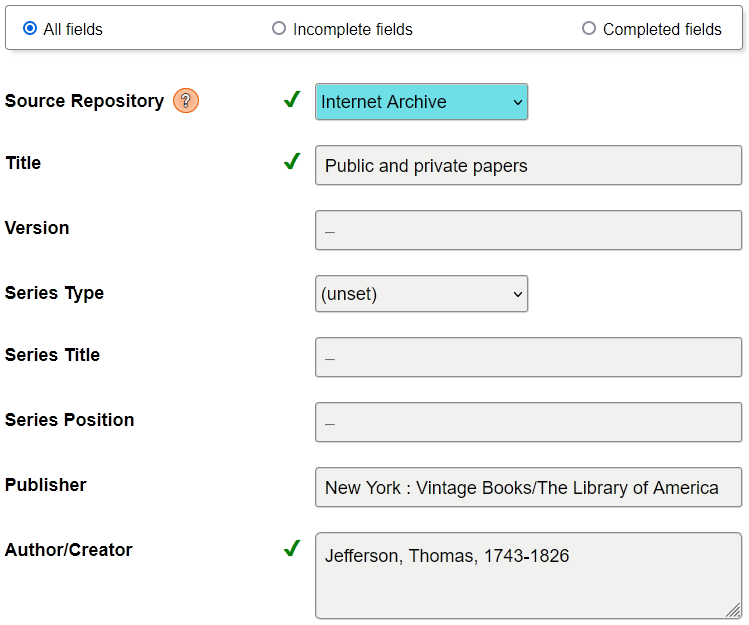 All fields Incomplete fields Completed fields
Source Repository ? ✔ Internet Archive
Title ✔ Public and private papers
Version –
Series Type (unset)
Series Title –
Series Position –
Publisher New York : Vintage Books/The Library of America
Author/Creator ✔ Jefferson, Thomas, 1743-1826